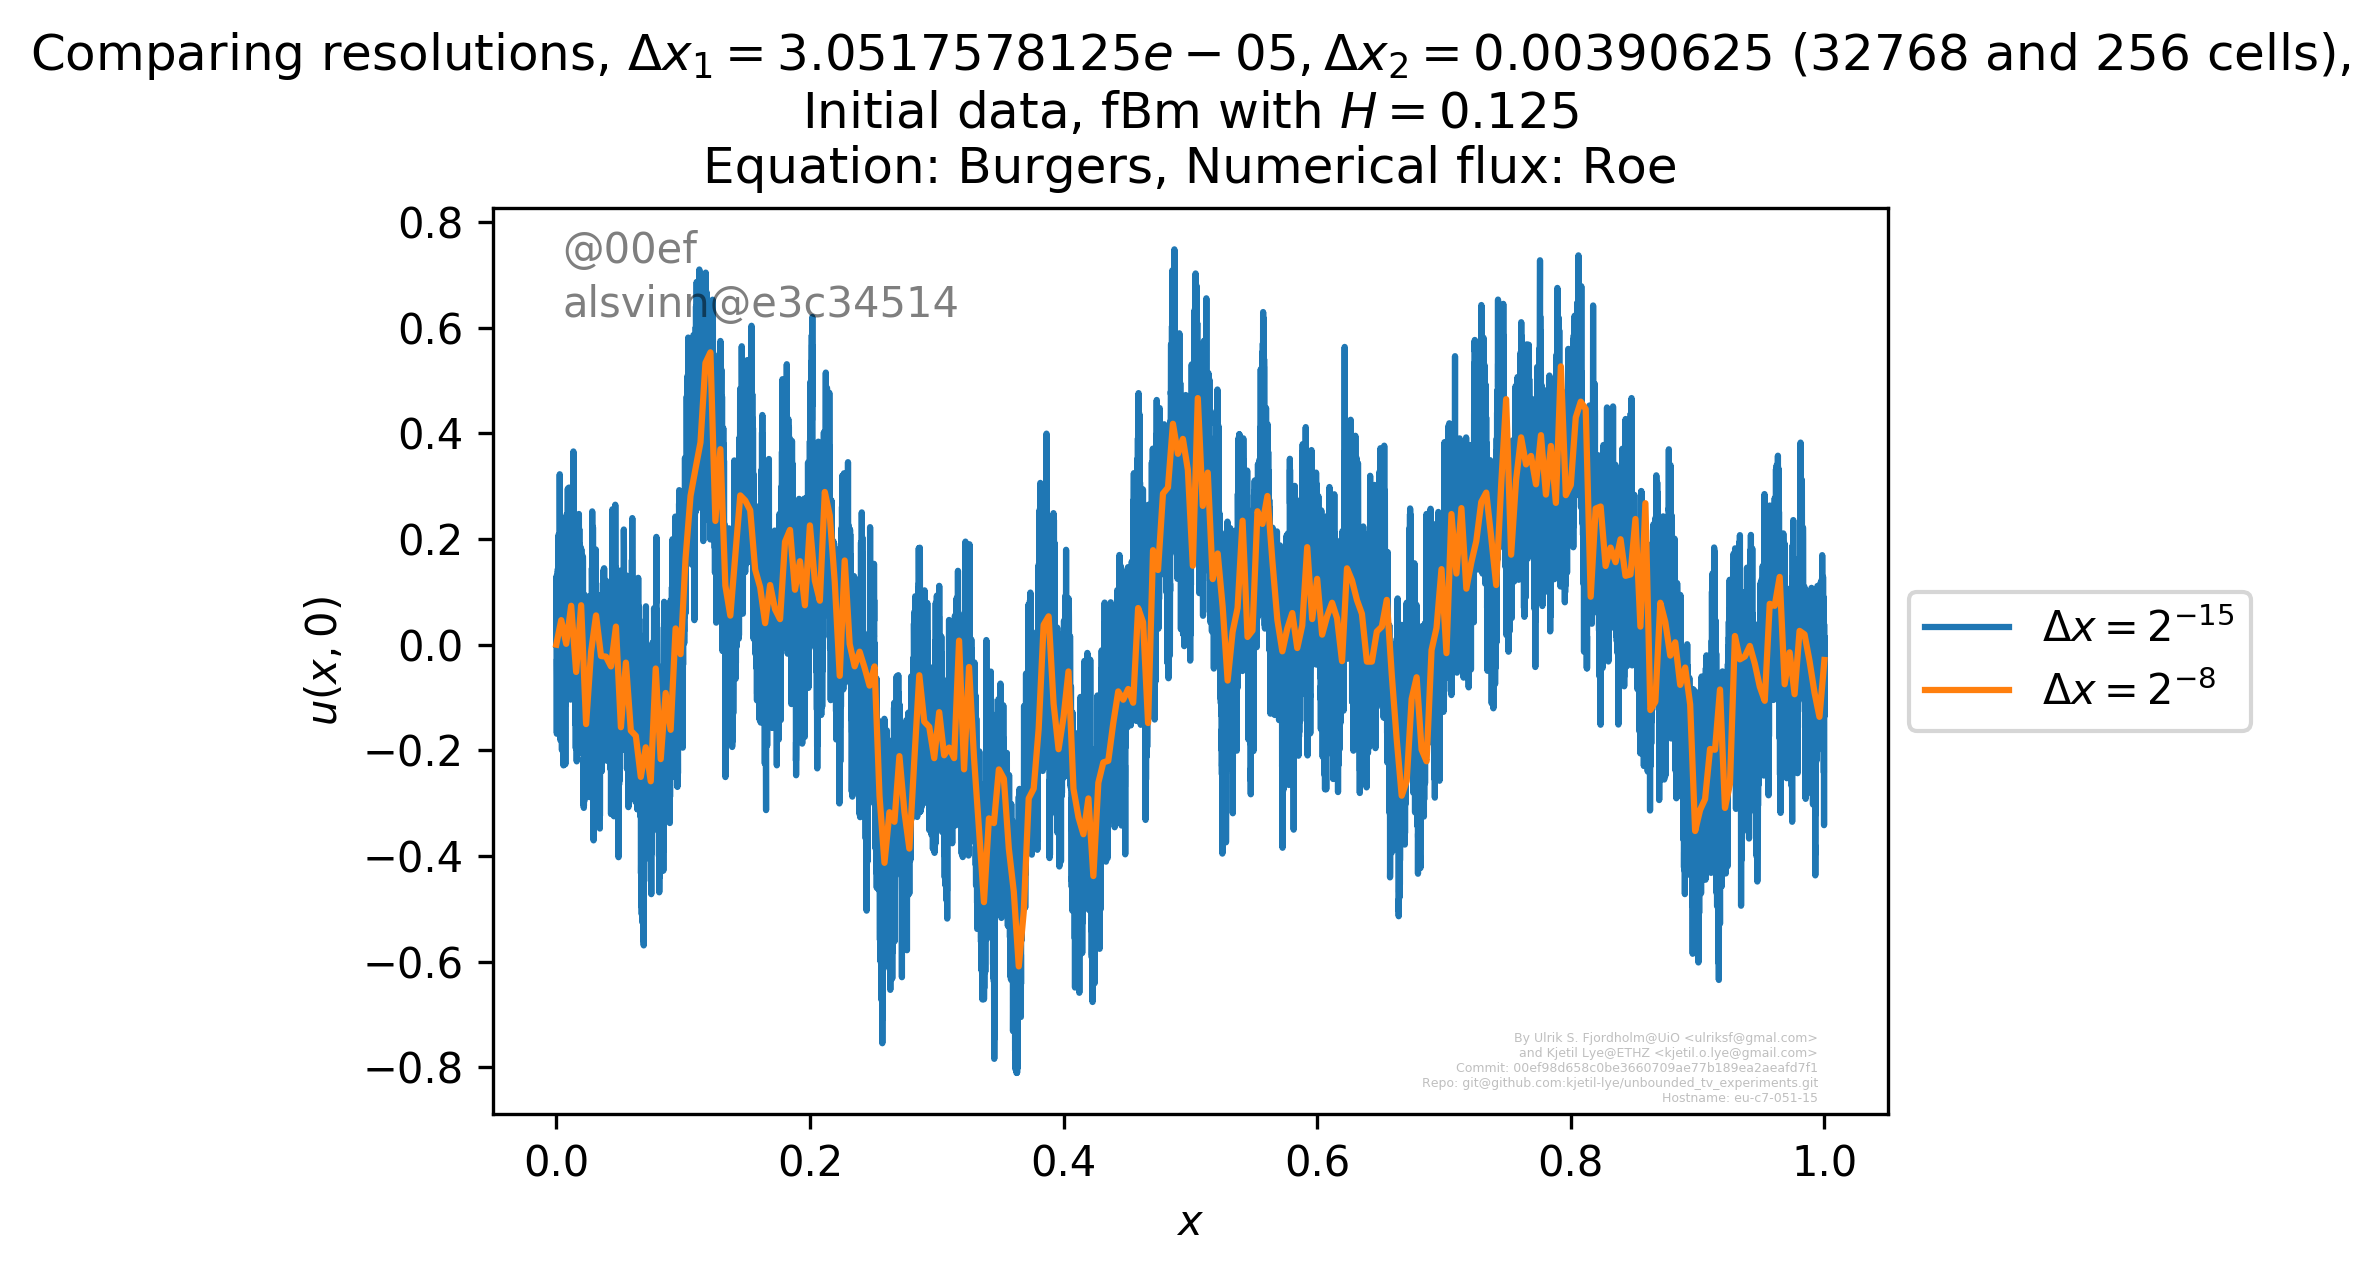 Comparing resolutions, Δx₁ = 3.0517578125e − 05, Δx₂ = 0.00390625 (32768 and 256 cells),
Initial data, fBm with H = 0.125
Equation: Burgers, Numerical flux: Roe
@00ef
alsvinn@e3c34514
0.8
0.6
0.4
0.2
0.0
−0.2
−0.4
−0.6
−0.8
u(x, 0)
Δx = 2⁻¹⁵
Δx = 2⁻⁸
By Ulrik S. Fjordholm@UiO <ulriksf@gmal.com>
and Kjetil Lye@ETHZ <kjetil.o.lye@gmail.com>
Commit: 00ef98d658c0be3660709ae77b189ea2aeafd7f1
Repo: git@github.com:kjetil-lye/unbounded_tv_experiments.git
Hostname: eu-c7-051-15
0.0 0.2 0.4 0.6 0.8 1.0
x